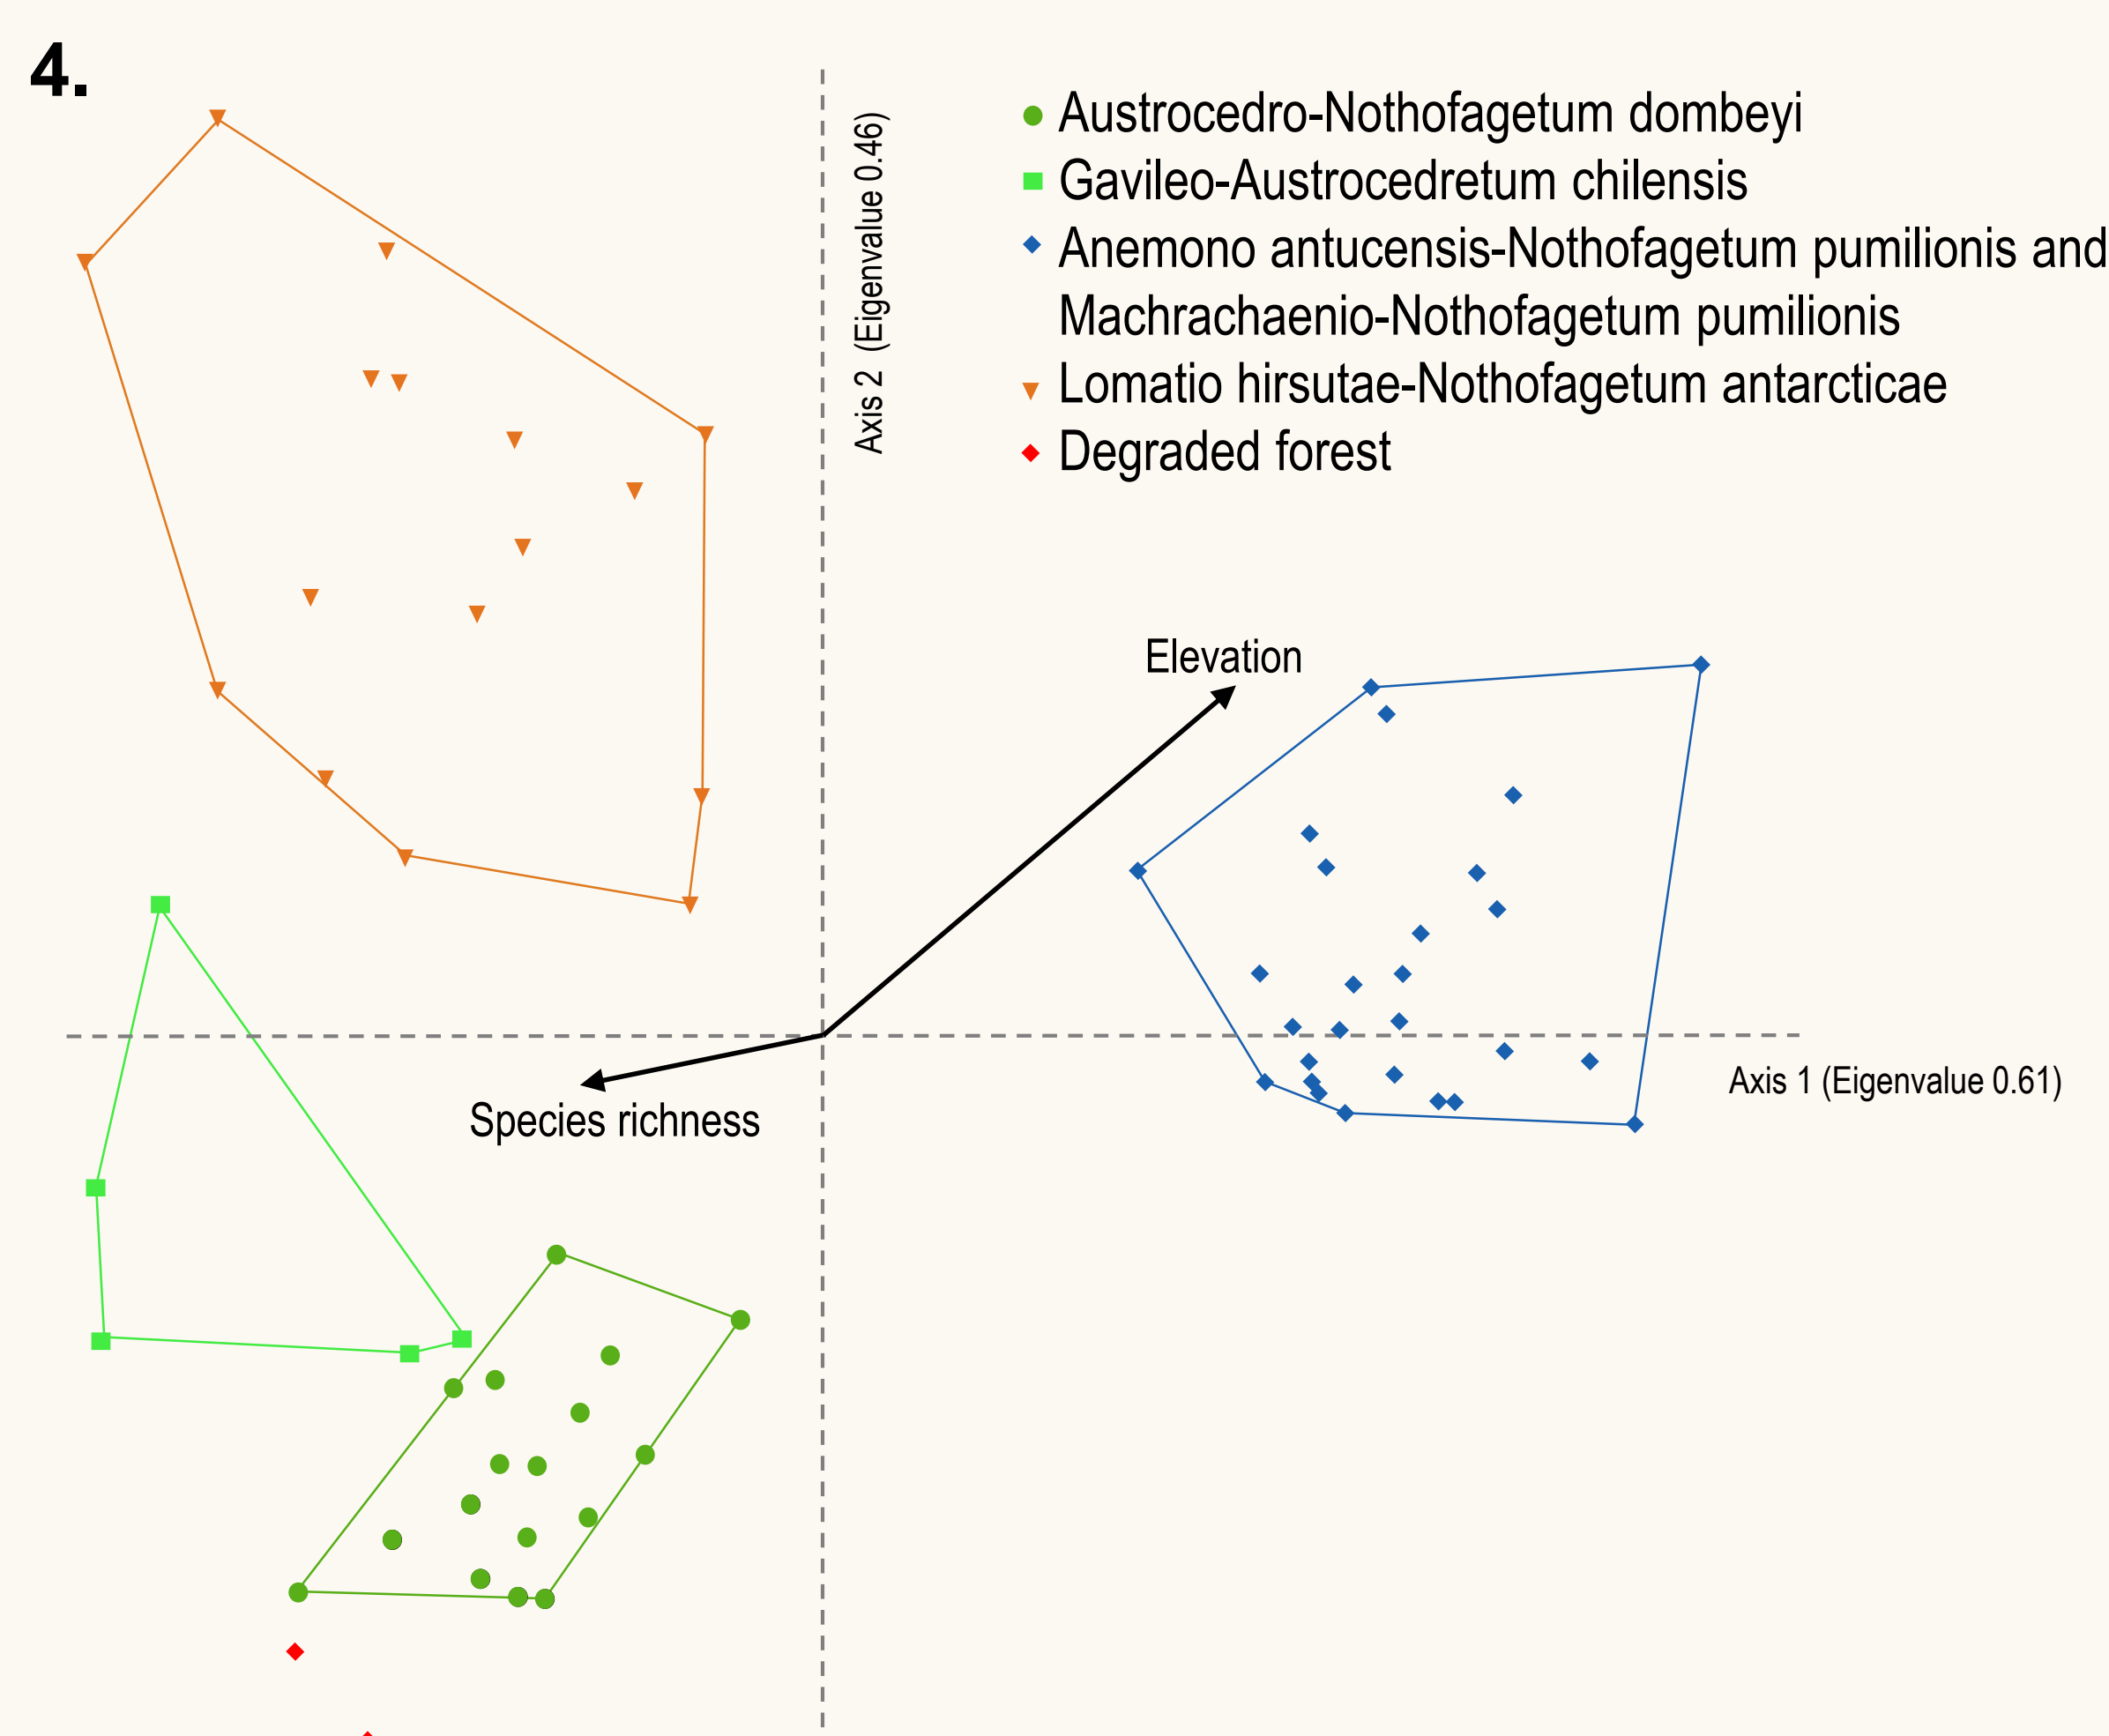 4.
Axis 2 (Eigenvalue 0.46)
Austrocedro-Nothofagetum dombeyi
Gavileo-Austrocedretum chilensis
Anemono antucensis-Nothofagetum pumilionis and
Machrachaenio-Nothofagetum pumilionis
Lomatio hirsutae-Nothofagetum antarcticae
Degraded forest
Elevation
Axis 1 (Eigenvalue 0.61)
Species richness